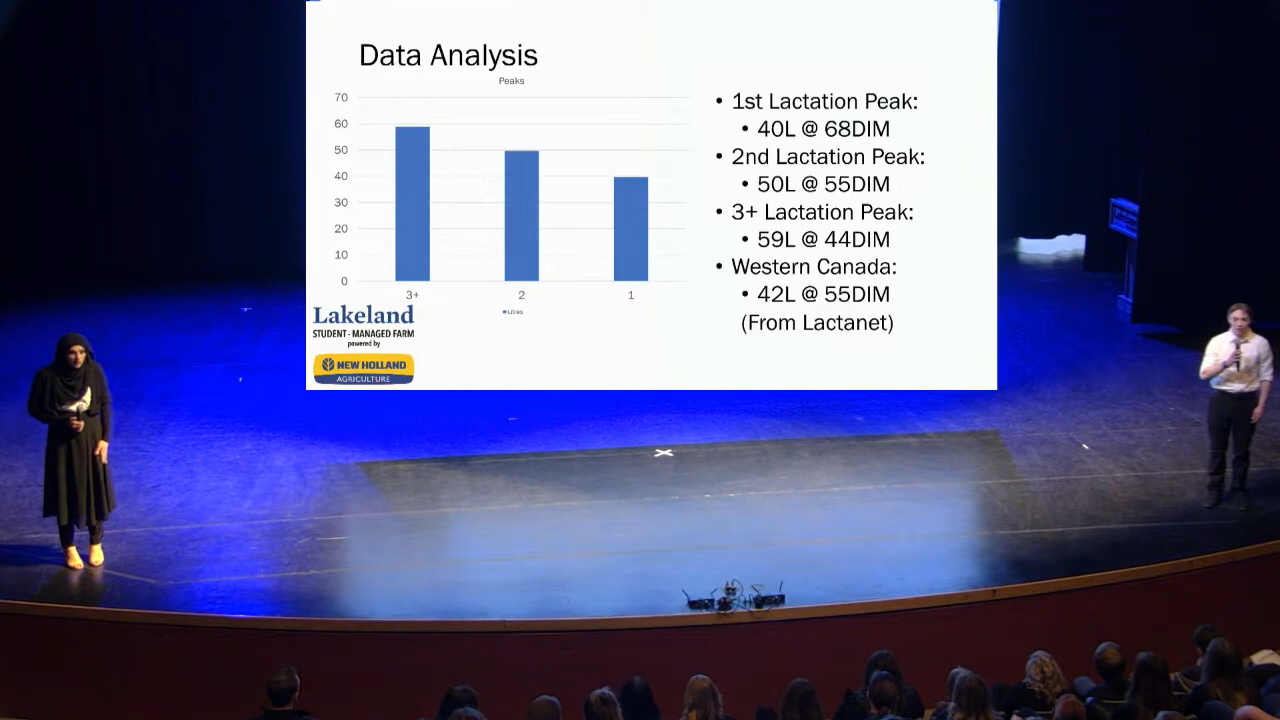 Data Analysis
Peaks
70
60
50
40
30
20
10
0
3+ 2 1
Litres
• 1st Lactation Peak:
• 40L @ 68DIM
• 2nd Lactation Peak:
• 50L @ 55DIM
• 3+ Lactation Peak:
• 59L @ 44DIM
• Western Canada:
• 42L @ 55DIM
(From Lactanet)
Lakeland
STUDENT - MANAGED FARM
powered by
NEW HOLLAND
AGRICULTURE